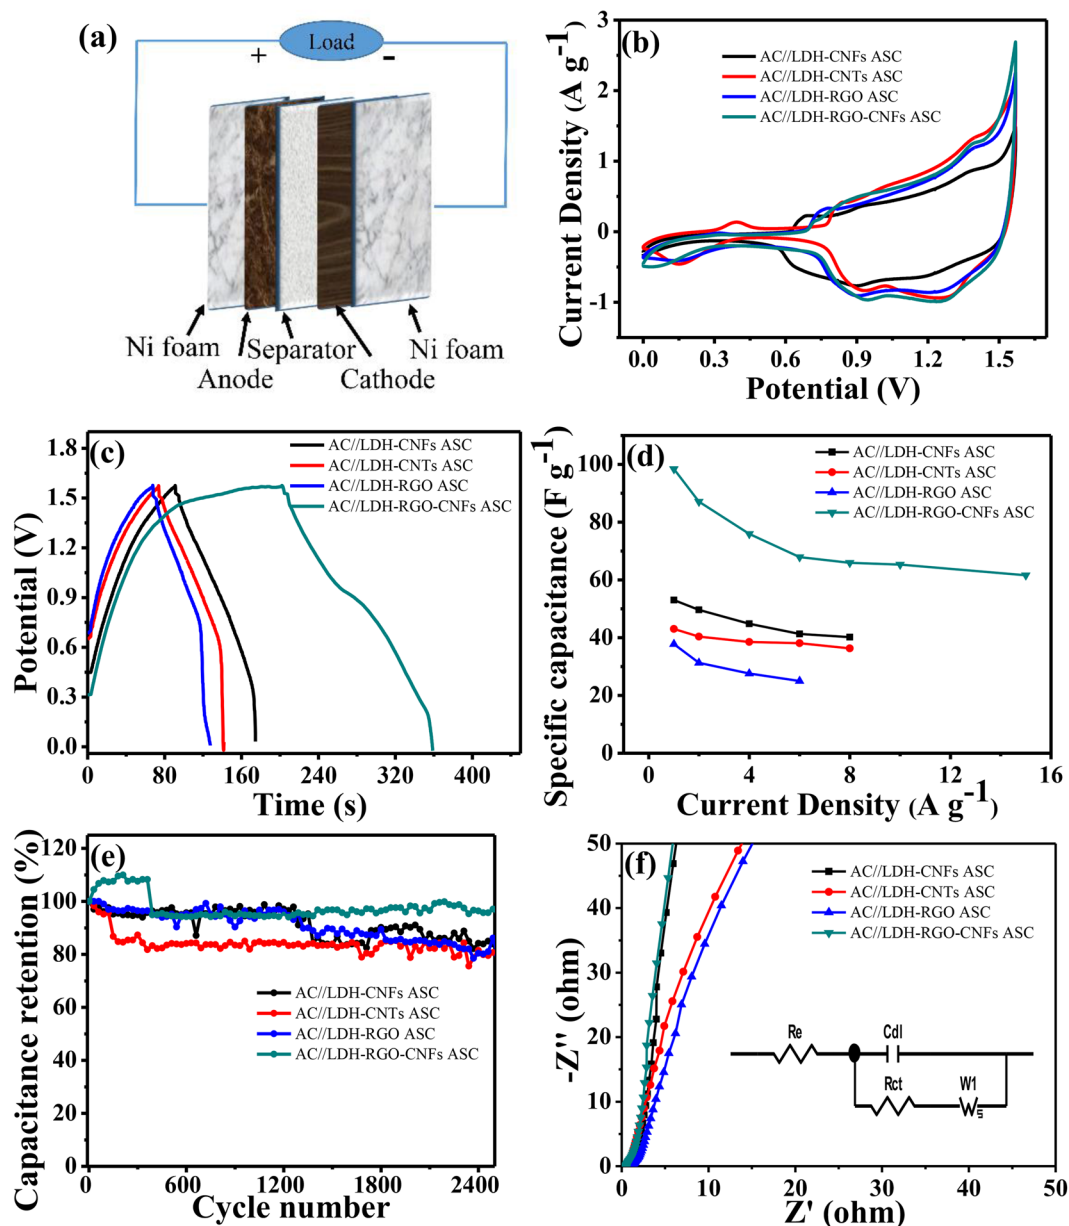 (a)
Load
+
-
Ni foam
Anode
Separator
Cathode
Ni foam
(b)
AC//LDH-CNFs ASC
AC//LDH-CNTs ASC
AC//LDH-RGO ASC
AC//LDH-RGO-CNFs ASC
Current Density (A g-1)
3
2
1
0
-1
0.0 0.3 0.6 0.9 1.2 1.5
Potential (V)
(c)
AC//LDH-CNFs ASC
AC//LDH-CNTs ASC
AC//LDH-RGO ASC
AC//LDH-RGO-CNFs ASC
Potential (V)
1.8
1.5
1.2
0.9
0.6
0.3
0.0
0 80 160 240 320 400
Time (s)
(d)
AC//LDH-CNFs ASC
AC//LDH-CNTs ASC
AC//LDH-RGO ASC
AC//LDH-RGO-CNFs ASC
Specific capacitance (F g-1)
100
80
60
40
20
0
0 4 8 12 16
Current Density (A g-1)
(e)
Capacitance retention (%)
120
100
80
60
40
20
0
AC//LDH-CNFs ASC
AC//LDH-CNTs ASC
AC//LDH-RGO ASC
AC//LDH-RGO-CNFs ASC
0 600 1200 1800 2400
Cycle number
(f)
AC//LDH-CNFs ASC
AC//LDH-CNTs ASC
AC//LDH-RGO ASC
AC//LDH-RGO-CNFs ASC
-Z'' (ohm)
50
40
30
20
10
0
Re
Cdl
Rct
W1
s
0 10 20 30 40 50
Z' (ohm)